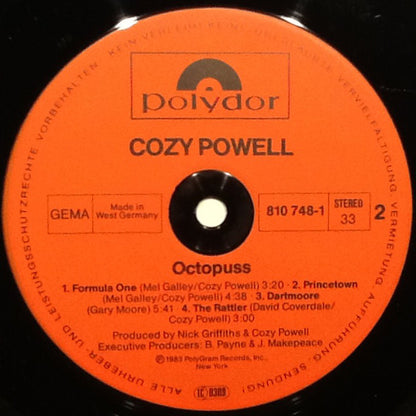 polydor
COZY POWELL
GEMA
Made in
West Germany
810 748-1
STEREO
33
2
Octopuss
1. Formula One (Mel Galley/Cozy Powell) 3:20 · 2. Princetown
(Mel Galley/Cozy Powell) 4:38 · 3. Dartmoore
(Gary Moore) 5:41 · 4. The Rattler (David Coverdale/
Cozy Powell) 3:00
Produced by Nick Griffiths & Cozy Powell
Executive Producers: B. Payne & J. Makepeace
℗1983 PolyGram Records, Inc.,
New York
LC 0309
ALLE URHEBER- UND LEISTUNGSSCHUTZRECHTE VORBEHALTEN · KEIN VERLEIH! KEINE UNERLAUBTE VERVIELFÄLTIGUNG, VERMIETUNG, AUFFÜHRUNG, SENDUNG!